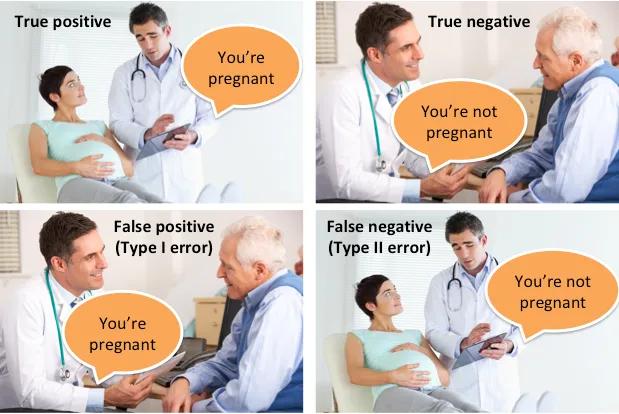 True positive
You're
pregnant
True negative
You're not
pregnant
False positive
(Type I error)
You're
pregnant
False negative
(Type II error)
You're not
pregnant